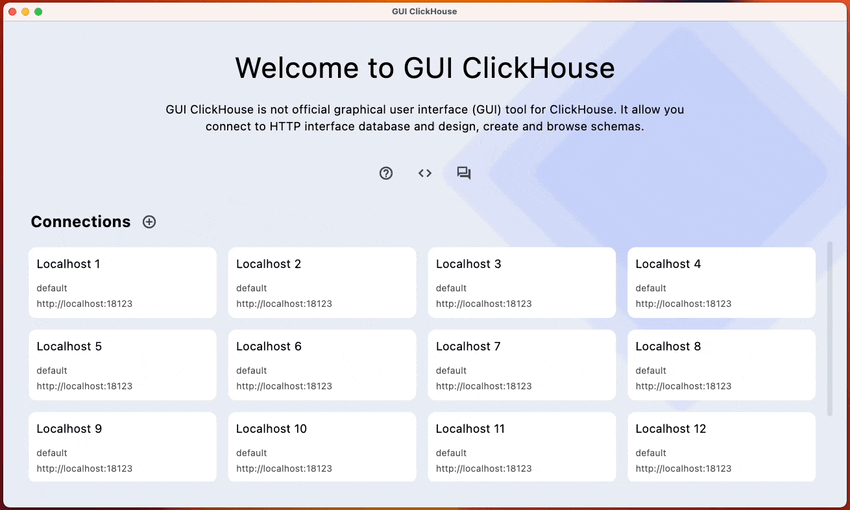 GUI ClickHouse
Welcome to GUI ClickHouse
GUI ClickHouse is not official graphical user interface (GUI) tool for ClickHouse. It allow you
connect to HTTP interface database and design, create and browse schemas.
Connections
Localhost 1
default
http://localhost:18123
Localhost 2
default
http://localhost:18123
Localhost 3
default
http://localhost:18123
Localhost 4
default
http://localhost:18123
Localhost 5
default
http://localhost:18123
Localhost 6
default
http://localhost:18123
Localhost 7
default
http://localhost:18123
Localhost 8
default
http://localhost:18123
Localhost 9
default
http://localhost:18123
Localhost 10
default
http://localhost:18123
Localhost 11
default
http://localhost:18123
Localhost 12
default
http://localhost:18123